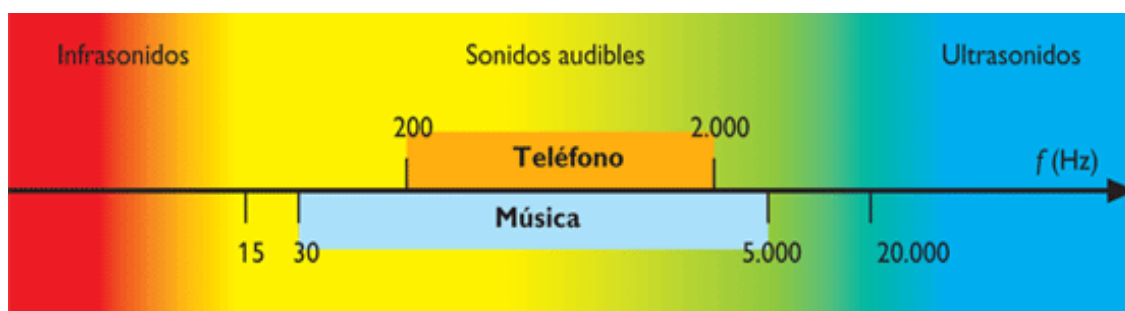 Infrasonidos Sonidos audibles Ultrasonidos
200 2.000
Teléfono f (Hz)
Música
15 30 5.000 20.000